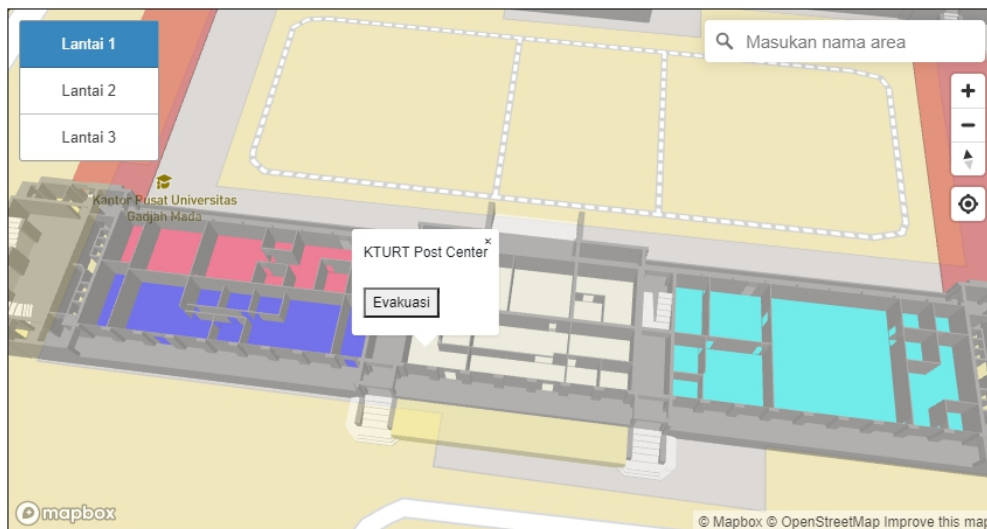 Lantai 1
Lantai 2
Lantai 3
Masukan nama area
Kantor Pusat Universitas
Gadjah Mada
KTURT Post Center
×
Evakuasi
mapbox
© Mapbox © OpenStreetMap Improve this map